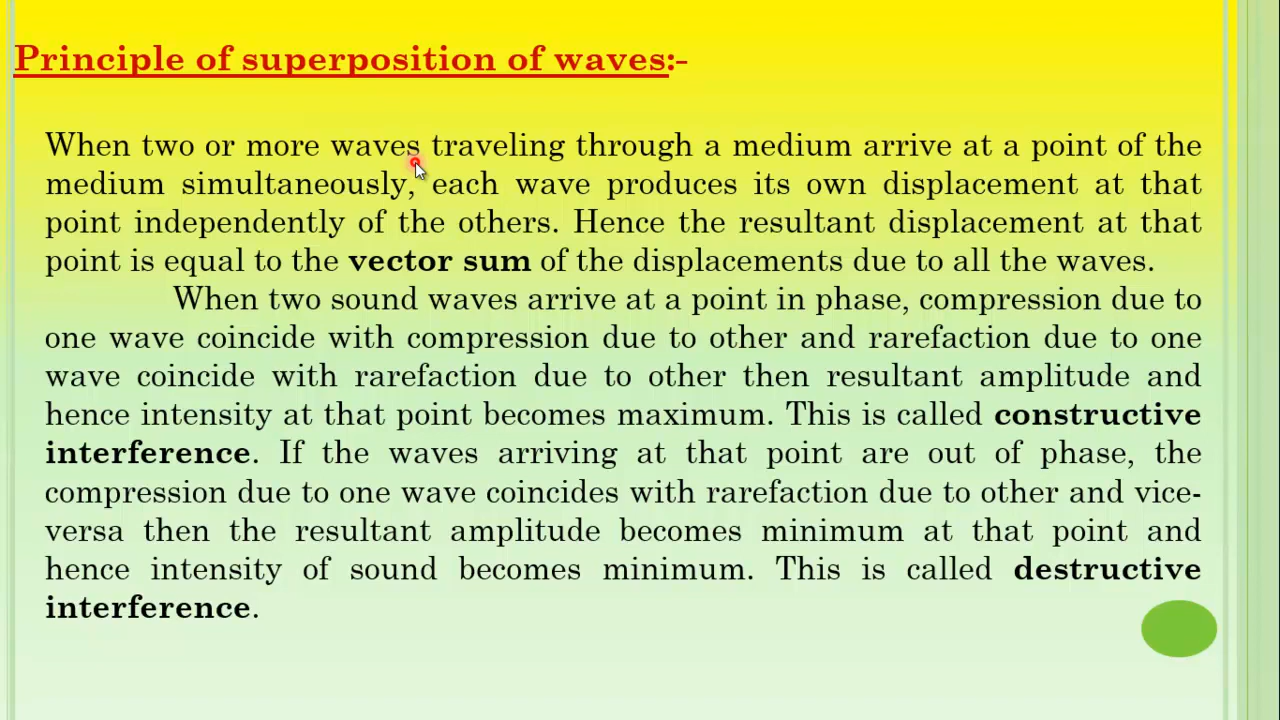 Principle of superposition of waves:-
When two or more waves traveling through a medium arrive at a point of the
medium simultaneously, each wave produces its own displacement at that
point independently of the others. Hence the resultant displacement at that
point is equal to the vector sum of the displacements due to all the waves.
When two sound waves arrive at a point in phase, compression due to
one wave coincide with compression due to other and rarefaction due to one
wave coincide with rarefaction due to other then resultant amplitude and
hence intensity at that point becomes maximum. This is called constructive
interference. If the waves arriving at that point are out of phase, the
compression due to one wave coincides with rarefaction due to other and vice-
versa then the resultant amplitude becomes minimum at that point and
hence intensity of sound becomes minimum. This is called destructive
interference.